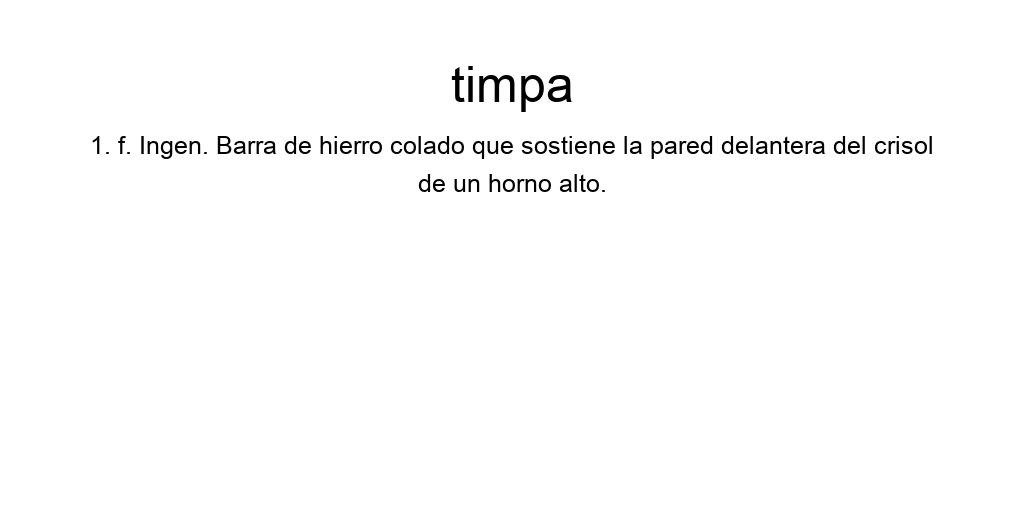 timpa
1. f. Ingen. Barra de hierro colado que sostiene la pared delantera del crisol
de un horno alto.